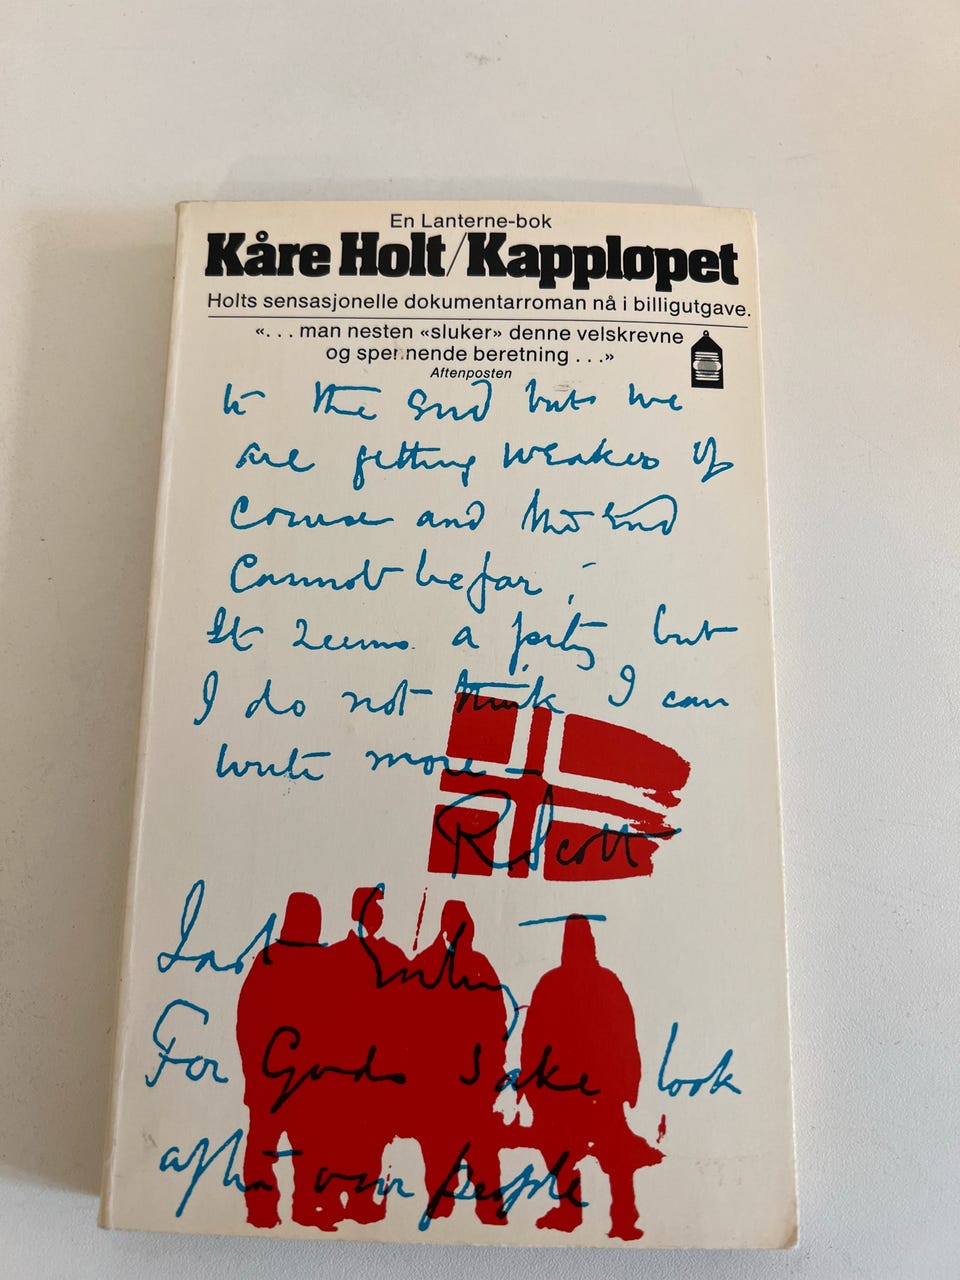 En Lanterne-bok
Kåre Holt/Kappløpet
Holts sensasjonelle dokumentarroman nå i billigutgave.
«. . . man nesten «sluker» denne velskrevne
og spennende beretning . . .»
Aftenposten
to the end but we
are getting weaker of
course and the end
cannot be far.
It seems a pity but
I do not think I can
write more —
R Scott
Last Entry
For Gods sake look
after our people